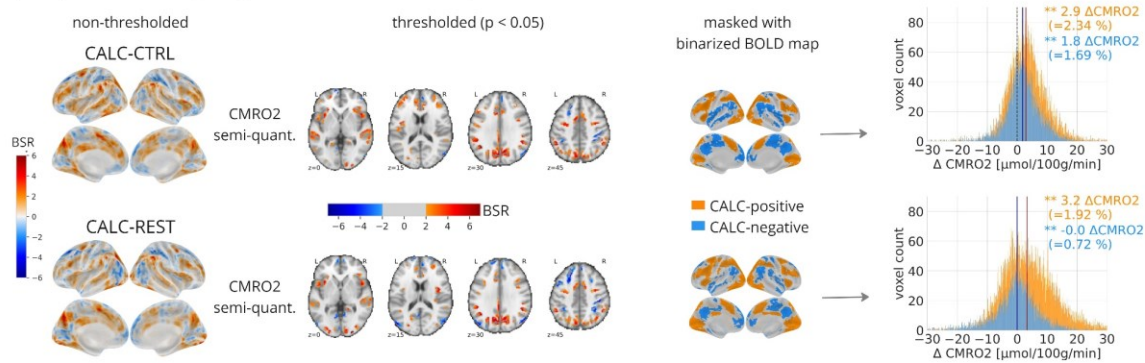 non-thresholded
thresholded (p < 0.05)
masked with
binarized BOLD map
CALC-CTRL
BSR
6
4
2
0
−2
−4
−6
CMRO2
semi-quant.
L R L R L R L R
z=0 z=15 z=30 z=45
−6 −4 −2 0 2 4 6
BSR
CALC-positive
CALC-negative
** 2.9 ΔCMRO2
(=2.34 %)
** 1.8 ΔCMRO2
(=1.69 %)
voxel count
80
60
40
20
0
−30 −20 −10 0 10 20 30
Δ CMRO2 [μmol/100g/min]
CALC-REST
CMRO2
semi-quant.
L R L R L R L R
z=0 z=15 z=30 z=45
** 3.2 ΔCMRO2
(=1.92 %)
** -0.0 ΔCMRO2
(=0.72 %)
voxel count
80
60
40
20
0
−30 −20 −10 0 10 20 30
Δ CMRO2 [μmol/100g/min]